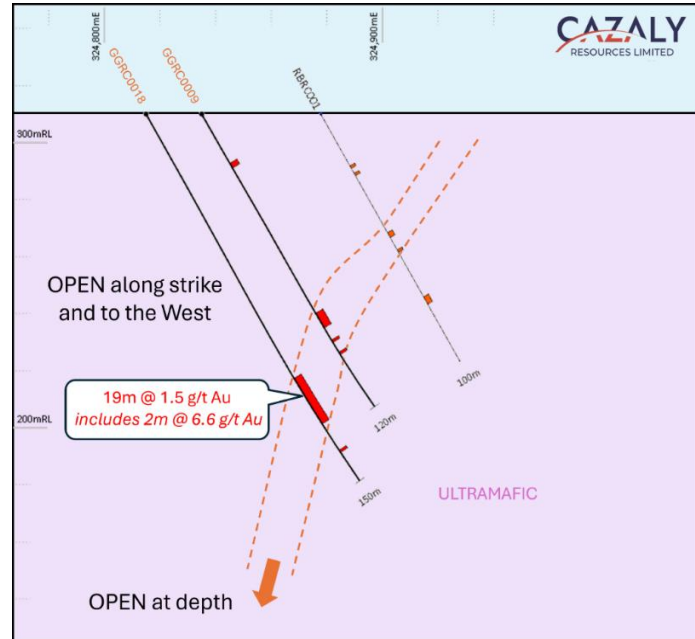 324,800mE
324,900mE
CAZALY
RESOURCES LIMITED
GGRC0018
GGRC0009
RBRC001
300mRL
OPEN along strike
and to the West
100m
19m @ 1.5 g/t Au
includes 2m @ 6.6 g/t Au
120m
200mRL
150m
ULTRAMAFIC
OPEN at depth